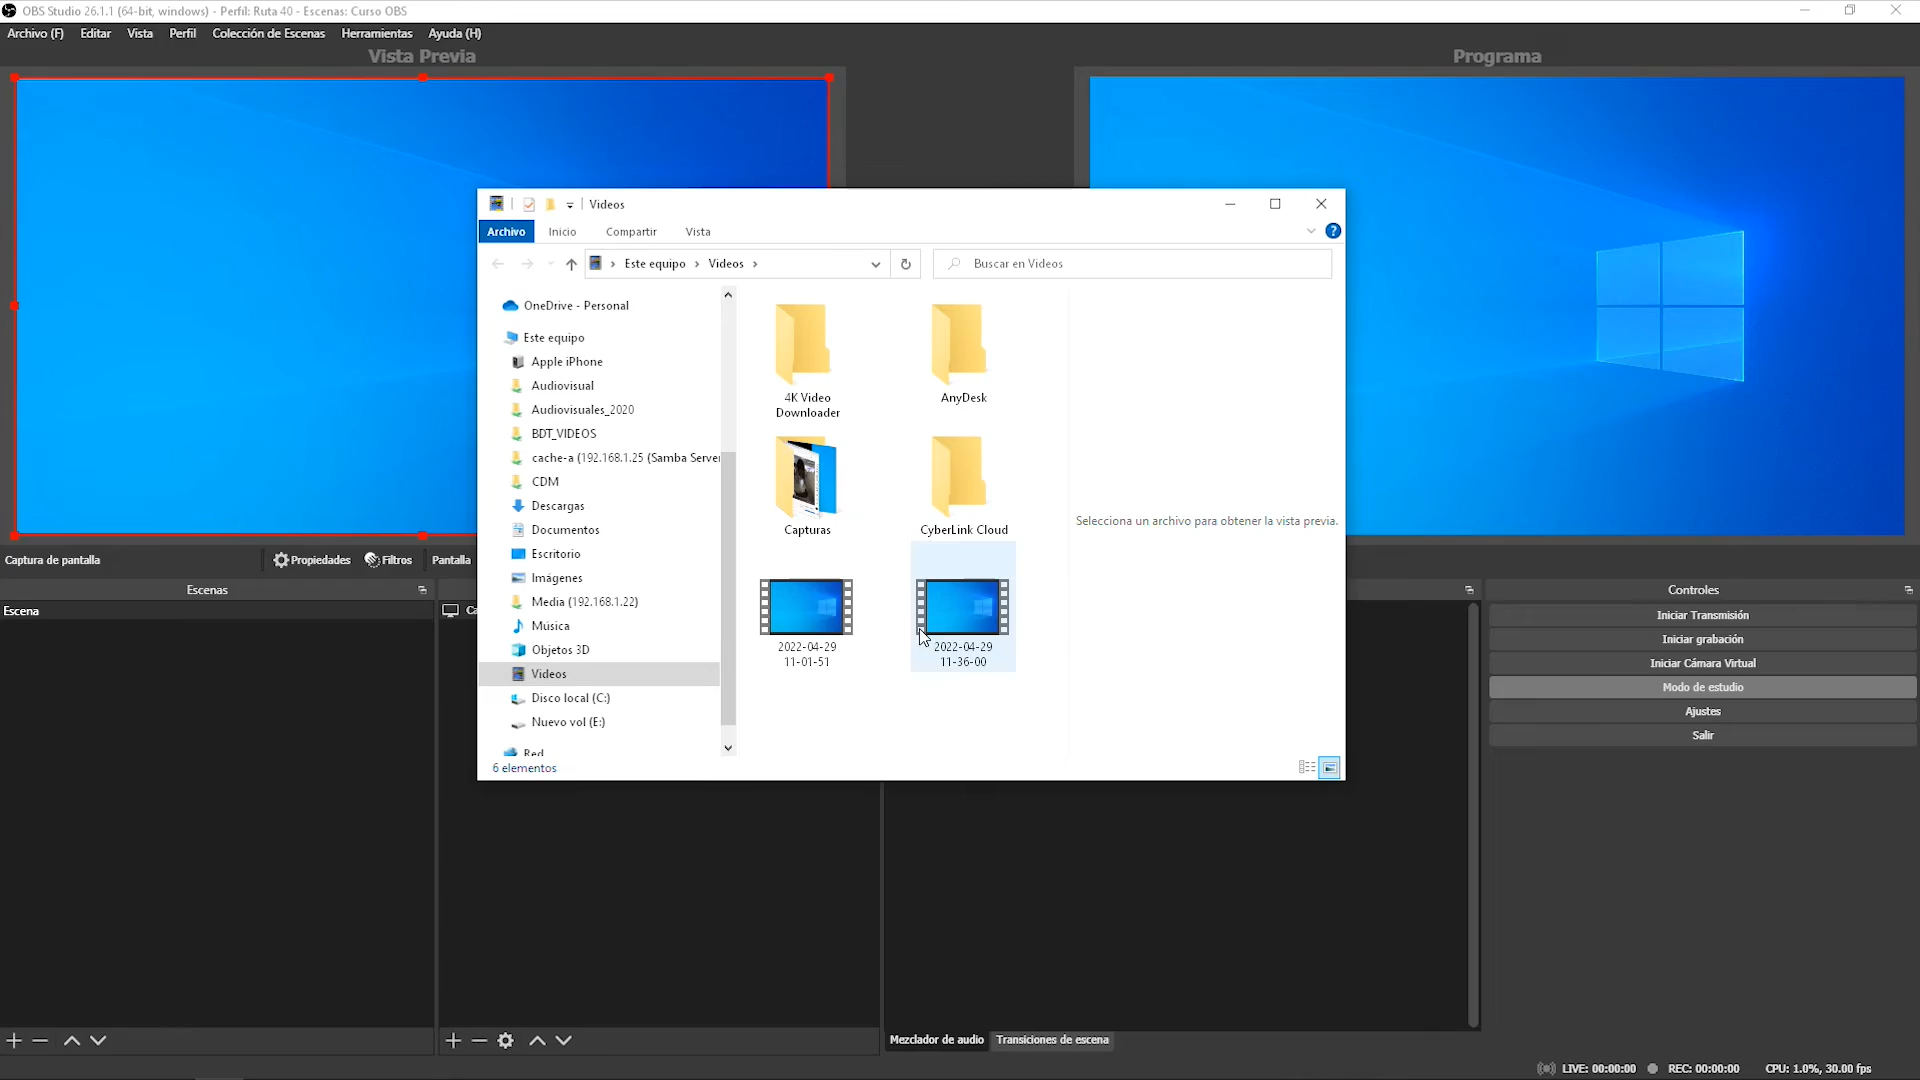 OBS Studio 26.1.1 (64-bit, windows) - Perfil: Ruta 40 - Escenas: Curso OBS
Archivo (F) Editar Vista Perfil Colección de Escenas Herramientas Ayuda (H)
Vista Previa
Programa
Videos
Archivo Inicio Compartir Vista
Este equipo Videos
Buscar en Videos
OneDrive - Personal
Este equipo
Apple iPhone
Audiovisual
Audiovisuales_2020
BDT_VIDEOS
cache-a (192.168.1.25 (Samba Server
CDM
Descargas
Documentos
Escritorio
Imágenes
Media (192.168.1.22)
Música
Objetos 3D
Videos
Disco local (C:)
Nuevo vol (E:)
Red
4K Video
Downloader
AnyDesk
Capturas
CyberLink Cloud
2022-04-29
11-01-51
2022-04-29
11-36-00
Selecciona un archivo para obtener la vista previa.
6 elementos
Captura de pantalla
Propiedades Filtros Pantalla
Escenas
Escena
Ca
Controles
Iniciar Transmisión
Iniciar grabación
Iniciar Cámara Virtual
Modo de estudio
Ajustes
Salir
Mezclador de audio Transiciones de escena
LIVE: 00:00:00 REC: 00:00:00 CPU: 1.0%, 30.00 fps